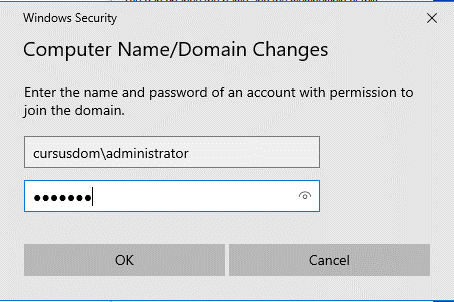 Windows Security
Computer Name/Domain Changes
Enter the name and password of an account with permission to
join the domain.
cursusdom\administrator
●●●●●●●
OK
Cancel